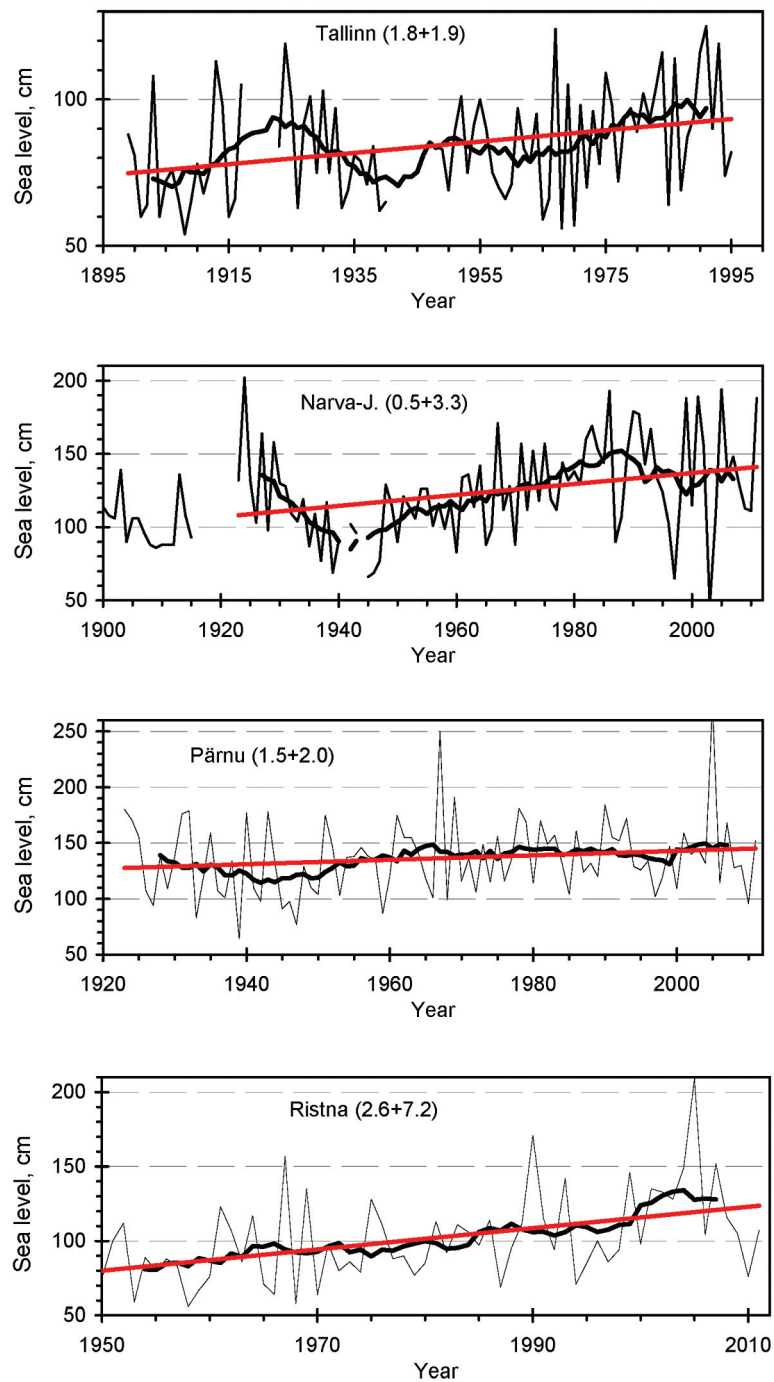 Tallinn (1.8+1.9)
Sea level, cm
100
50
1895 1915 1935 1955 1975 1995
Year
Narva-J. (0.5+3.3)
Sea level, cm
200
150
100
50
1900 1920 1940 1960 1980 2000
Year
Pärnu (1.5+2.0)
Sea level, cm
250
200
150
100
50
1920 1940 1960 1980 2000
Year
Ristna (2.6+7.2)
Sea level, cm
200
150
100
50
1950 1970 1990 2010
Year